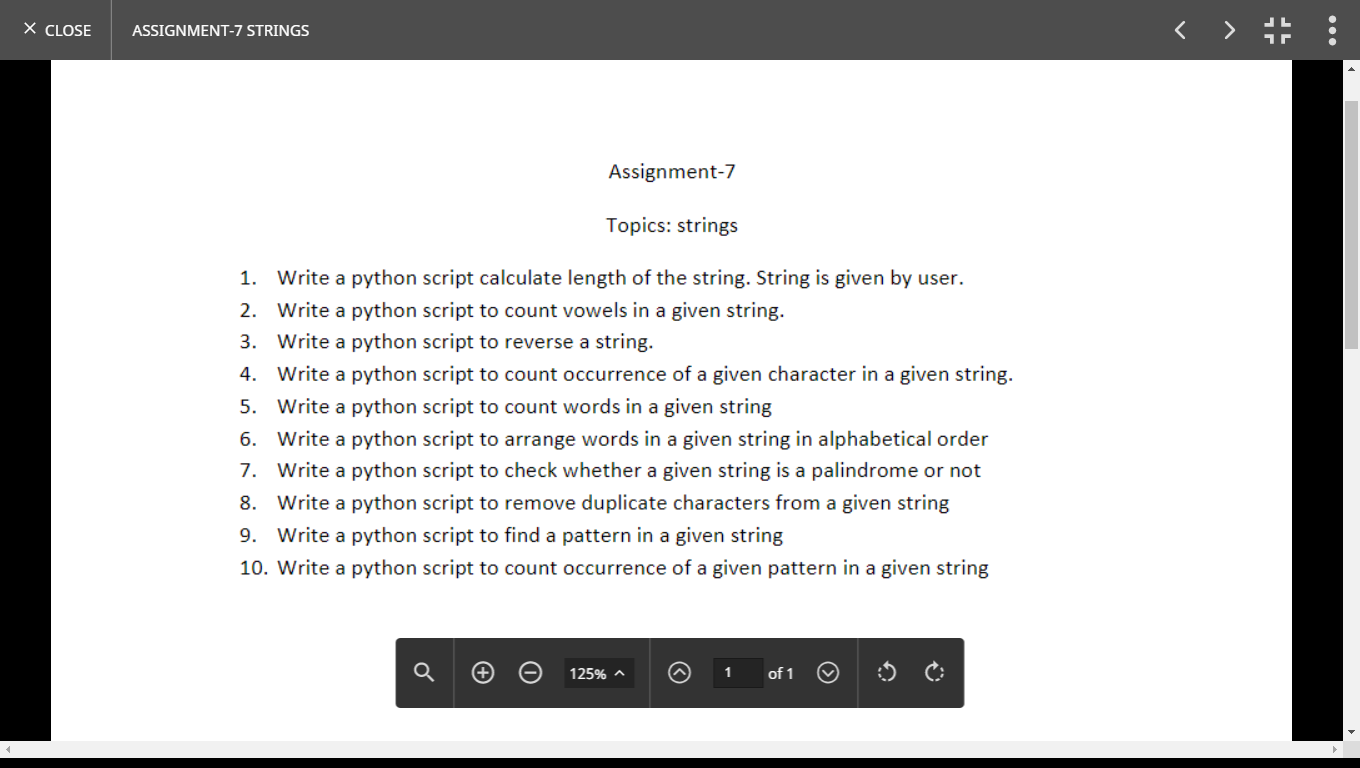 CLOSE
ASSIGNMENT-7 STRINGS
Assignment-7
Topics: strings
1. Write a python script calculate length of the string. String is given by user.
2. Write a python script to count vowels in a given string.
3. Write a python script to reverse a string.
4. Write a python script to count occurrence of a given character in a given string.
5. Write a python script to count words in a given string
6. Write a python script to arrange words in a given string in alphabetical order
7. Write a python script to check whether a given string is a palindrome or not
8. Write a python script to remove duplicate characters from a given string
9. Write a python script to find a pattern in a given string
10. Write a python script to count occurrence of a given pattern in a given string
125% 1 of 1